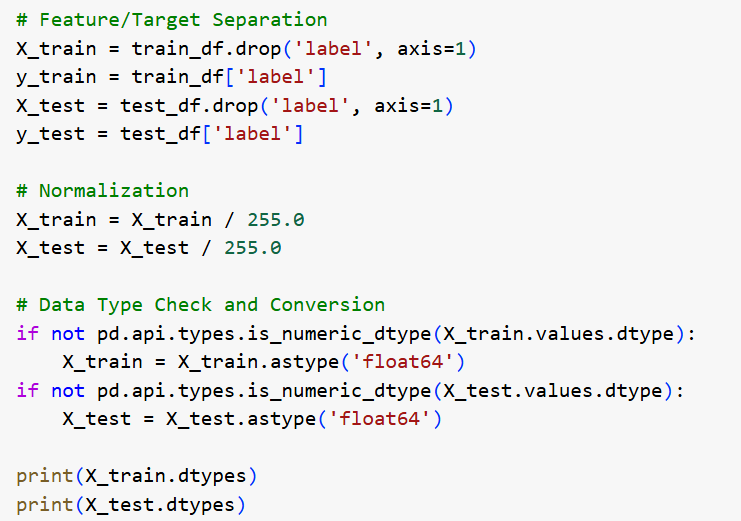 # Feature/Target Separation
X_train = train_df.drop('label', axis=1)
y_train = train_df['label']
X_test = test_df.drop('label', axis=1)
y_test = test_df['label']

# Normalization
X_train = X_train / 255.0
X_test = X_test / 255.0

# Data Type Check and Conversion
if not pd.api.types.is_numeric_dtype(X_train.values.dtype):
    X_train = X_train.astype('float64')
if not pd.api.types.is_numeric_dtype(X_test.values.dtype):
    X_test = X_test.astype('float64')

print(X_train.dtypes)
print(X_test.dtypes)